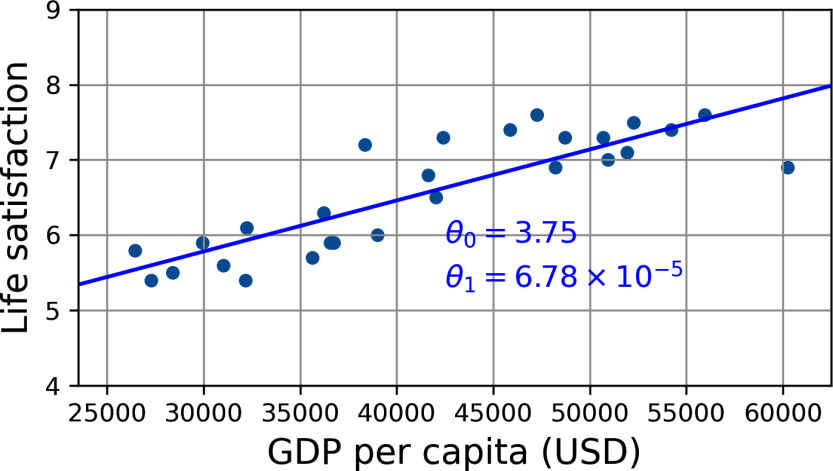 Life satisfaction
9
8
7
6
5
4
θ₀ = 3.75
θ₁ = 6.78 × 10⁻⁵
25000 30000 35000 40000 45000 50000 55000 60000
GDP per capita (USD)